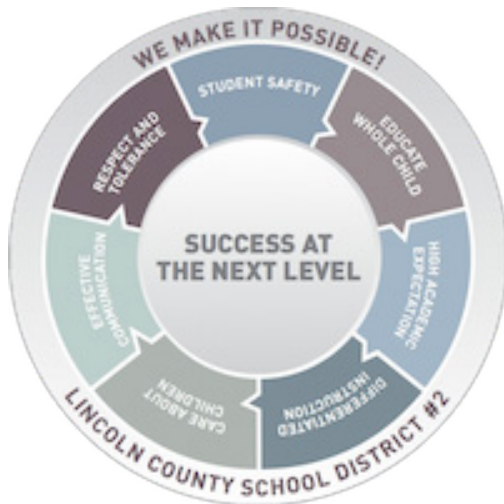 WE MAKE IT POSSIBLE!
STUDENT SAFETY
EDUCATE
WHOLE CHILD
HIGH ACADEMIC
EXPECTATION
DIFFERENTIATED
INSTRUCTION
CARE ABOUT
CHILDREN
EFFECTIVE
COMMUNICATION
RESPECT AND
TOLERANCE
SUCCESS AT
THE NEXT LEVEL
LINCOLN COUNTY SCHOOL DISTRICT #2